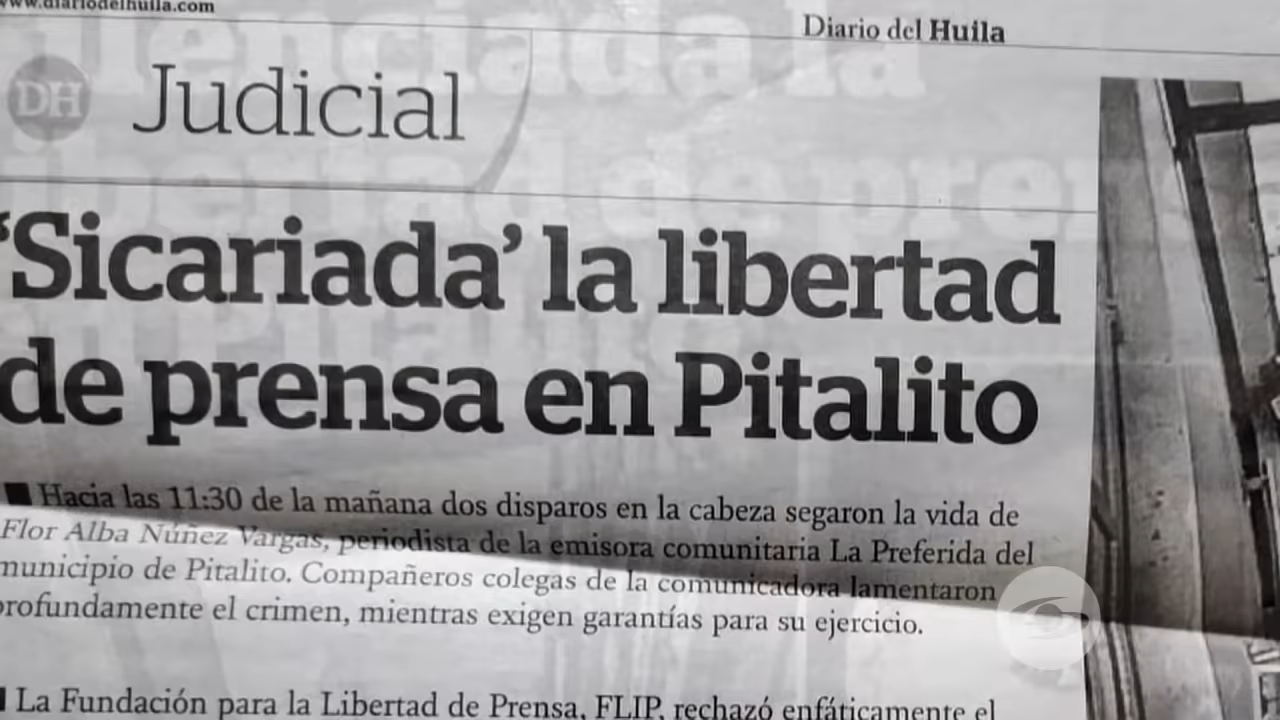 www.diariodelhuila.com
Diario del Huila
DH Judicial
‘Sicariada’ la libertad
de prensa en Pitalito
Hacia las 11:30 de la mañana dos disparos en la cabeza segaron la vida de
Flor Alba Núñez Vargas, periodista de la emisora comunitaria La Preferida del
municipio de Pitalito. Compañeros colegas de la comunicadora lamentaron
profundamente el crimen, mientras exigen garantías para su ejercicio.
La Fundación para la Libertad de Prensa, FLIP, rechazó enfáticamente el